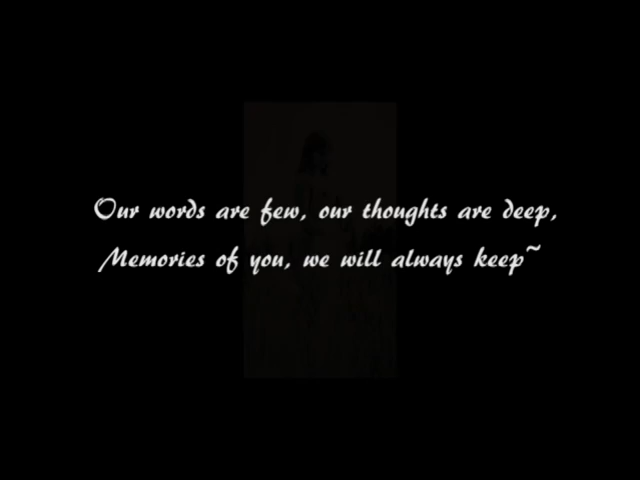 Our words are few, our thoughts are deep,
Memories of you, we will always keep~